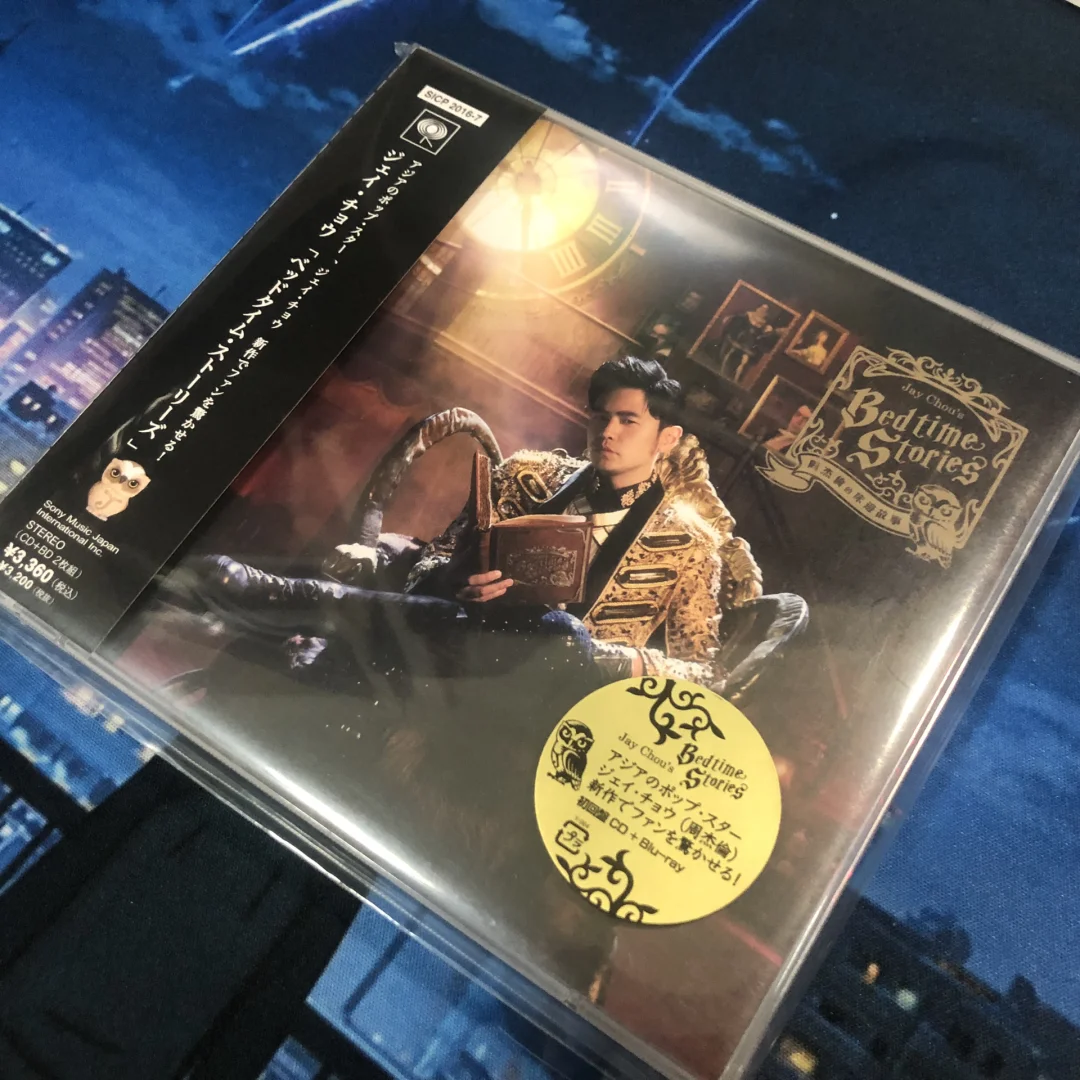 SICP 2016-7
アジアのポップ・スター、ジェイ・チョウ 新作でファンを驚かせる!
ジェイ・チョウ「ベッドタイム・ストーリーズ」
Sony Music Japan
International Inc.
STEREO
(CD+BD 2枚組)
¥3,360(税込)
¥3,200(税抜)
Jay Chou's
Bedtime
Stories
周杰倫的床邊故事
Bedtime
Stories
Jay Chou's
Bedtime
Stories
アジアのポップ・スター
ジェイ・チョウ(周杰倫)
新作でファンを驚かせる!
初回盤 CD + Blu-ray